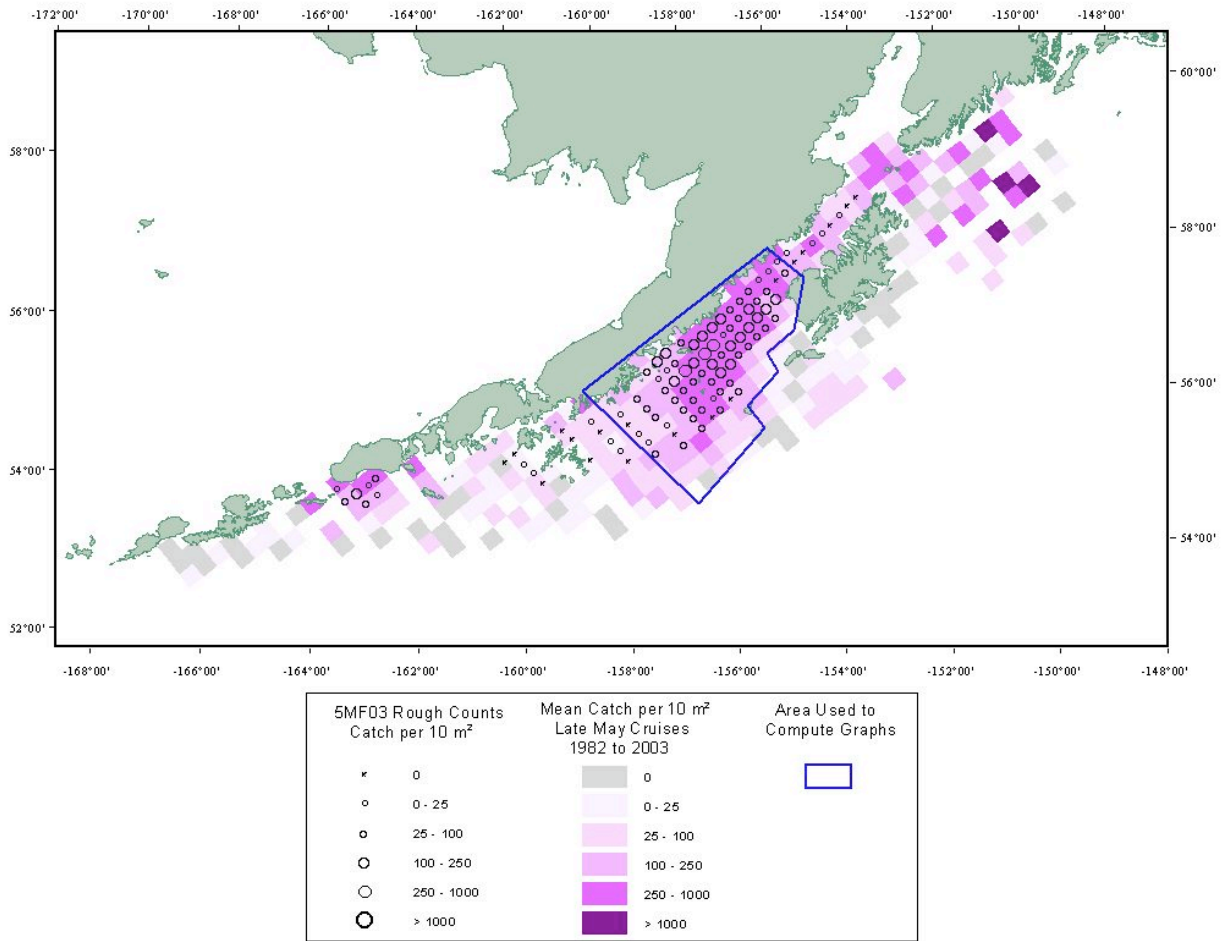 -172°00' -170°00' -168°00' -166°00' -164°00' -162°00' -160°00' -158°00' -156°00' -154°00' -152°00' -150°00' -148°00'
60°00'
58°00'
58°00'
56°00'
56°00'
54°00'
54°00'
52°00'
-168°00' -166°00' -164°00' -162°00' -160°00' -158°00' -156°00' -154°00' -152°00' -150°00' -148°00'
5MF03 Rough Counts
Catch per 10 m²
0
0 - 25
25 - 100
100 - 250
250 - 1000
> 1000
Mean Catch per 10 m²
Late May Cruises
1982 to 2003
0
0 - 25
25 - 100
100 - 250
250 - 1000
> 1000
Area Used to
Compute Graphs